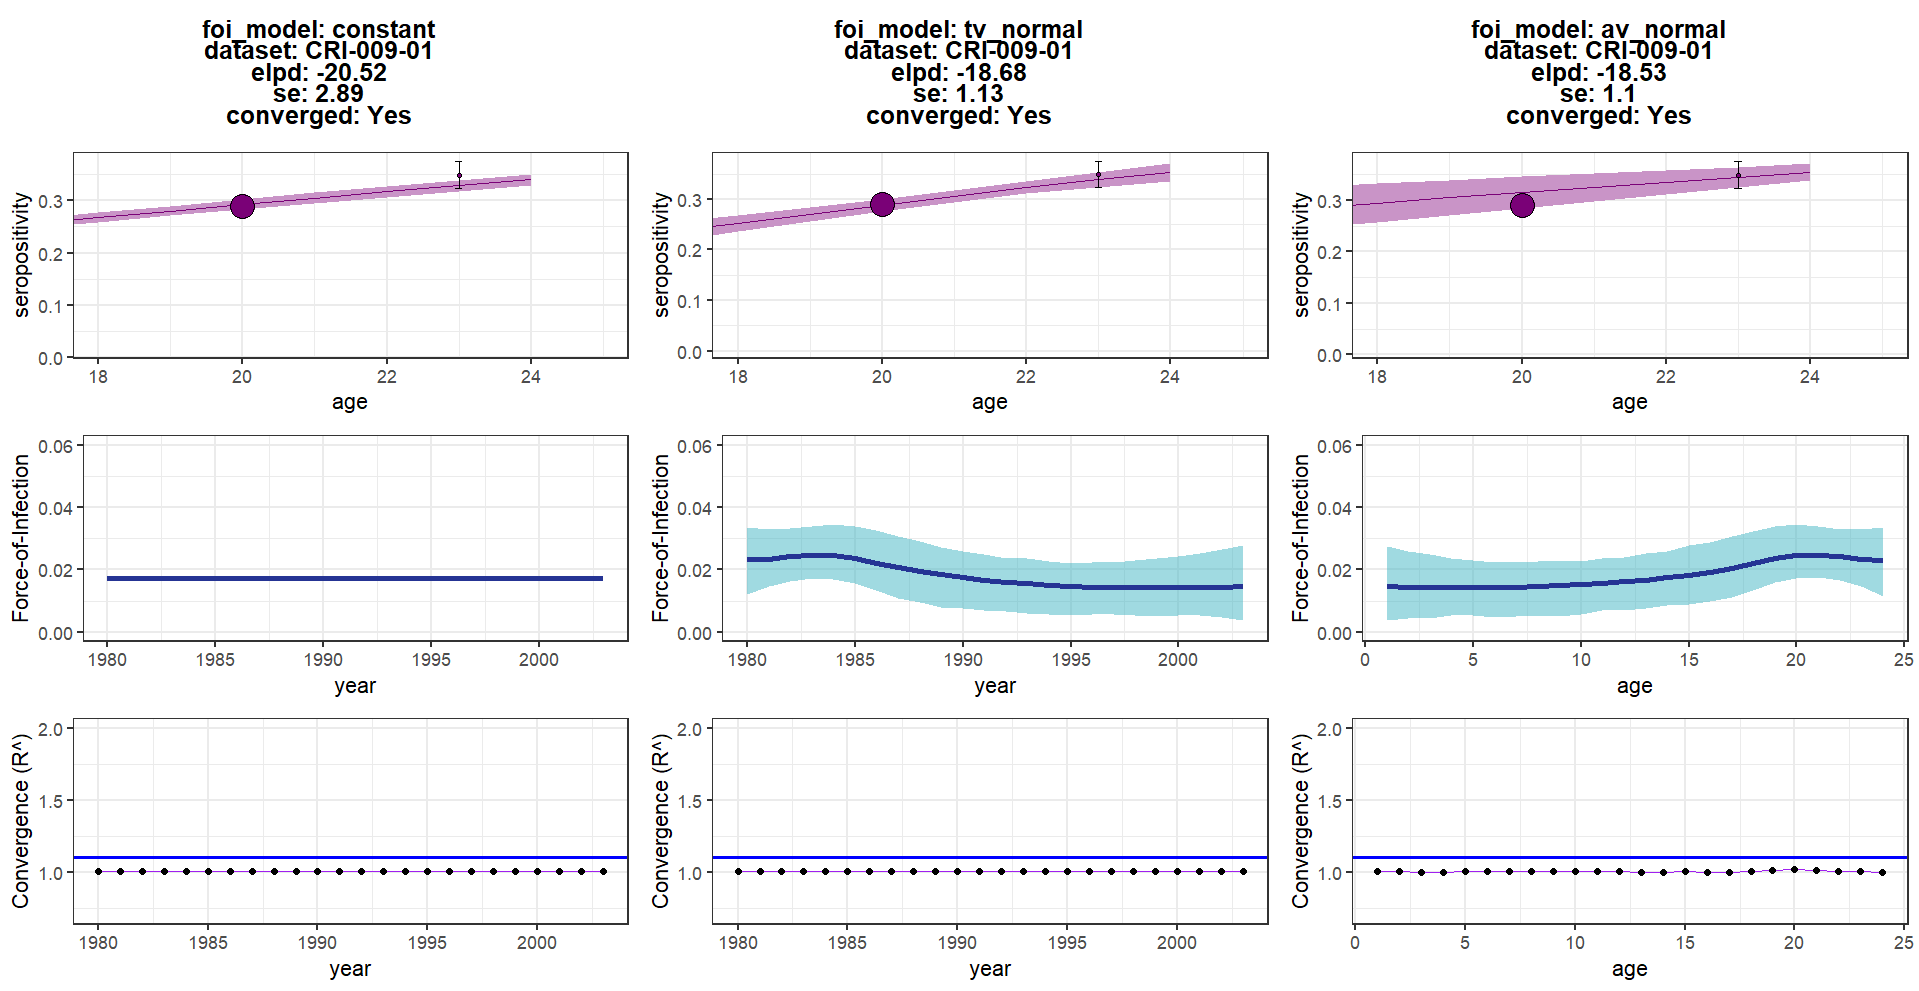 foi_model: constant
dataset: CRI-009-01
elpd: -20.52
se: 2.89
converged: Yes
seropositivity
0.3
0.2
0.1
0.0
18 20 22 24
age
Force-of-Infection
0.06
0.04
0.02
0.00
1980 1985 1990 1995 2000
year
Convergence (R^)
2.0
1.5
1.0
1980 1985 1990 1995 2000
year
foi_model: tv_normal
dataset: CRI-009-01
elpd: -18.68
se: 1.13
converged: Yes
seropositivity
0.3
0.2
0.1
0.0
18 20 22 24
age
Force-of-Infection
0.06
0.04
0.02
0.00
1980 1985 1990 1995 2000
year
Convergence (R^)
2.0
1.5
1.0
1980 1985 1990 1995 2000
year
foi_model: av_normal
dataset: CRI-009-01
elpd: -18.53
se: 1.1
converged: Yes
seropositivity
0.3
0.2
0.1
0.0
18 20 22 24
age
Force-of-Infection
0.06
0.04
0.02
0.00
0 5 10 15 20 25
age
Convergence (R^)
2.0
1.5
1.0
0 5 10 15 20 25
age